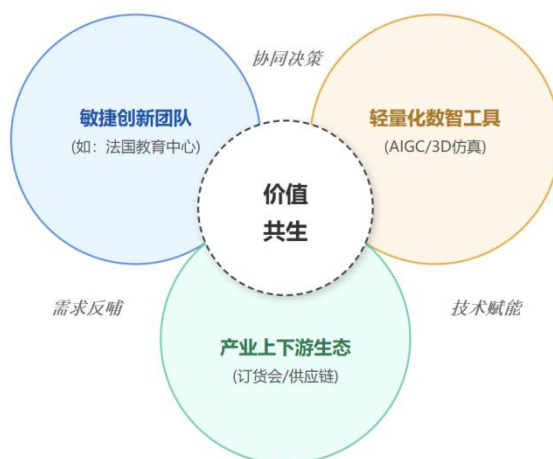 协同决策
敏捷创新团队
(如：法国教育中心)
轻量化数智工具
(AIGC/3D仿真)
价值
共生
需求反哺
技术赋能
产业上下游生态
(订货会/供应链)